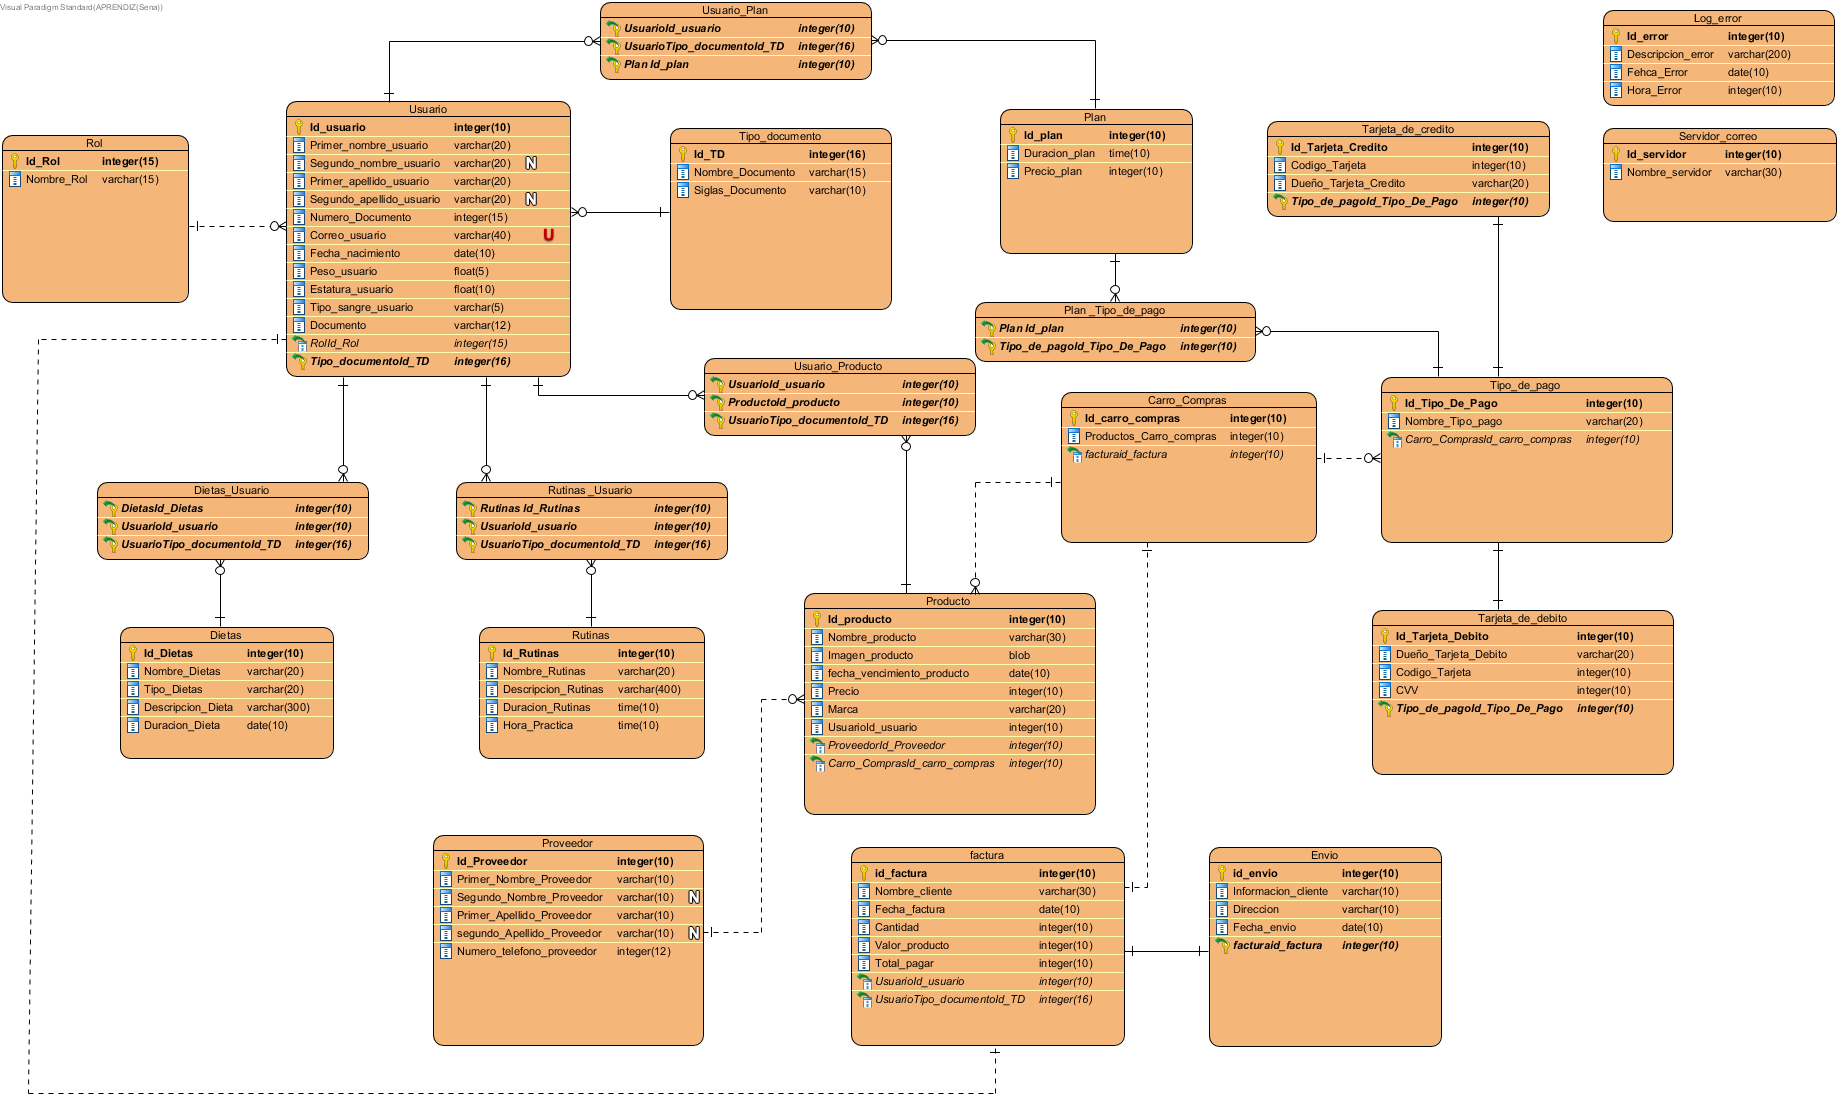 Visual Paradigm Standard(APRENDIZ(Sena))
Usuario_Plan
UsuarioId_usuario integer(10)
UsuarioTipo_documentoId_TD integer(16)
Plan Id_plan integer(10)
Log_error
Id_error integer(10)
Descripcion_error varchar(200)
Fehca_Error date(10)
Hora_Error integer(10)
Usuario
Id_usuario integer(10)
Primer_nombre_usuario varchar(20)
Segundo_nombre_usuario varchar(20) N
Primer_apellido_usuario varchar(20)
Segundo_apellido_usuario varchar(20) N
Numero_Documento integer(15)
Correo_usuario varchar(40) U
Fecha_nacimiento date(10)
Peso_usuario float(5)
Estatura_usuario float(10)
Tipo_sangre_usuario varchar(5)
Documento varchar(12)
RolId_Rol integer(15)
Tipo_documentoId_TD integer(16)
Rol
Id_Rol integer(15)
Nombre_Rol varchar(15)
Tipo_documento
Id_TD integer(16)
Nombre_Documento varchar(15)
Siglas_Documento varchar(10)
Plan
Id_plan integer(10)
Duracion_plan time(10)
Precio_plan integer(10)
Tarjeta_de_credito
Id_Tarjeta_Credito integer(10)
Codigo_Tarjeta integer(10)
Dueño_Tarjeta_Credito varchar(20)
Tipo_de_pagoId_Tipo_De_Pago integer(10)
Servidor_correo
Id_servidor integer(10)
Nombre_servidor varchar(30)
Plan _Tipo_de_pago
Plan Id_plan integer(10)
Tipo_de_pagoId_Tipo_De_Pago integer(10)
Usuario_Producto
UsuarioId_usuario integer(10)
ProductoId_producto integer(10)
UsuarioTipo_documentoId_TD integer(16)
Carro_Compras
Id_carro_compras integer(10)
Productos_Carro_compras integer(10)
facturaid_factura integer(10)
Tipo_de_pago
Id_Tipo_De_Pago integer(10)
Nombre_Tipo_pago varchar(20)
Carro_ComprasId_carro_compras integer(10)
Dietas_Usuario
DietasId_Dietas integer(10)
UsuarioId_usuario integer(10)
UsuarioTipo_documentoId_TD integer(16)
Rutinas _Usuario
Rutinas Id_Rutinas integer(10)
UsuarioId_usuario integer(10)
UsuarioTipo_documentoId_TD integer(16)
Dietas
Id_Dietas integer(10)
Nombre_Dietas varchar(20)
Tipo_Dietas varchar(20)
Descripcion_Dieta varchar(300)
Duracion_Dieta date(10)
Rutinas
Id_Rutinas integer(10)
Nombre_Rutinas varchar(20)
Descripcion_Rutinas varchar(400)
Duracion_Rutinas time(10)
Hora_Practica time(10)
Producto
Id_producto integer(10)
Nombre_producto varchar(30)
Imagen_producto blob
fecha_vencimiento_producto date(10)
Precio integer(10)
Marca varchar(20)
UsuarioId_usuario integer(10)
ProveedorId_Proveedor integer(10)
Carro_ComprasId_carro_compras integer(10)
Tarjeta_de_debito
Id_Tarjeta_Debito integer(10)
Dueño_Tarjeta_Debito varchar(20)
Codigo_Tarjeta integer(10)
CVV integer(10)
Tipo_de_pagoId_Tipo_De_Pago integer(10)
Proveedor
Id_Proveedor integer(10)
Primer_Nombre_Proveedor varchar(10)
Segundo_Nombre_Proveedor varchar(10) N
Primer_Apellido_Proveedor varchar(10)
segundo_Apellido_Proveedor varchar(10) N
Numero_telefono_proveedor integer(12)
factura
id_factura integer(10)
Nombre_cliente varchar(30)
Fecha_factura date(10)
Cantidad integer(10)
Valor_producto integer(10)
Total_pagar integer(10)
UsuarioId_usuario integer(10)
UsuarioTipo_documentoId_TD integer(16)
Envio
id_envio integer(10)
Informacion_cliente varchar(10)
Direccion varchar(10)
Fecha_envio date(10)
facturaid_factura integer(10)